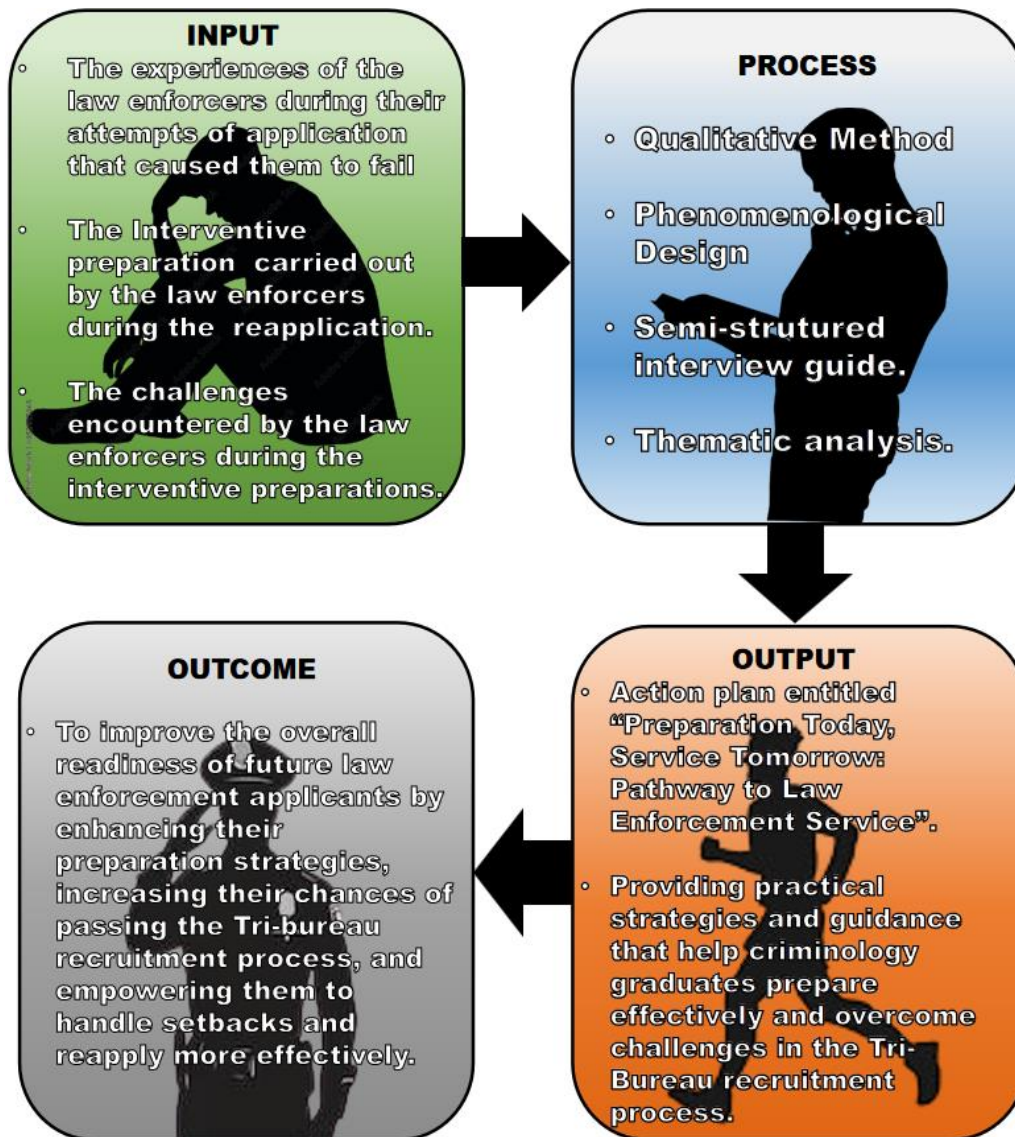 INPUT
• The experiences of the
law enforcers during their
attempts of application
that caused them to fail
• The Interventive
preparation carried out
by the law enforcers
during the reapplication.
• The challenges
encountered by the law
enforcers during the
interventive preparations.
PROCESS
• Qualitative Method
• Phenomenological
Design
• Semi-strutured
interview guide.
• Thematic analysis.
OUTPUT
• Action plan entitled
“Preparation Today,
Service Tomorrow:
Pathway to Law
Enforcement Service”.
• Providing practical
strategies and guidance
that help criminology
graduates prepare
effectively and overcome
challenges in the Tri-
Bureau recruitment
process.
OUTCOME
• To improve the overall
readiness of future law
enforcement applicants by
enhancing their
preparation strategies,
increasing their chances of
passing the Tri-bureau
recruitment process, and
empowering them to
handle setbacks and
reapply more effectively.